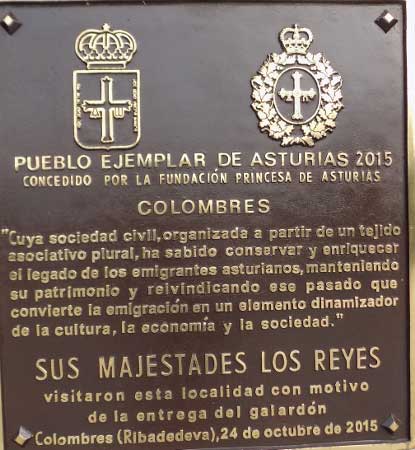 PUEBLO EJEMPLAR DE ASTURIAS 2015
CONCEDIDO POR LA FUNDACIÓN PRINCESA DE ASTURIAS
COLOMBRES
"Cuya sociedad civil, organizada a partir de un tejido
asociativo plural, ha sabido conservar y enriquecer
el legado de los emigrantes asturianos, manteniendo
su patrimonio y reivindicando ese pasado que
convierte la emigración en un elemento dinamizador
de la cultura, la economía y la sociedad."
SUS MAJESTADES LOS REYES
visitaron esta localidad con motivo
de la entrega del galardón
Colombres (Ribadedeva), 24 de octubre de 2015